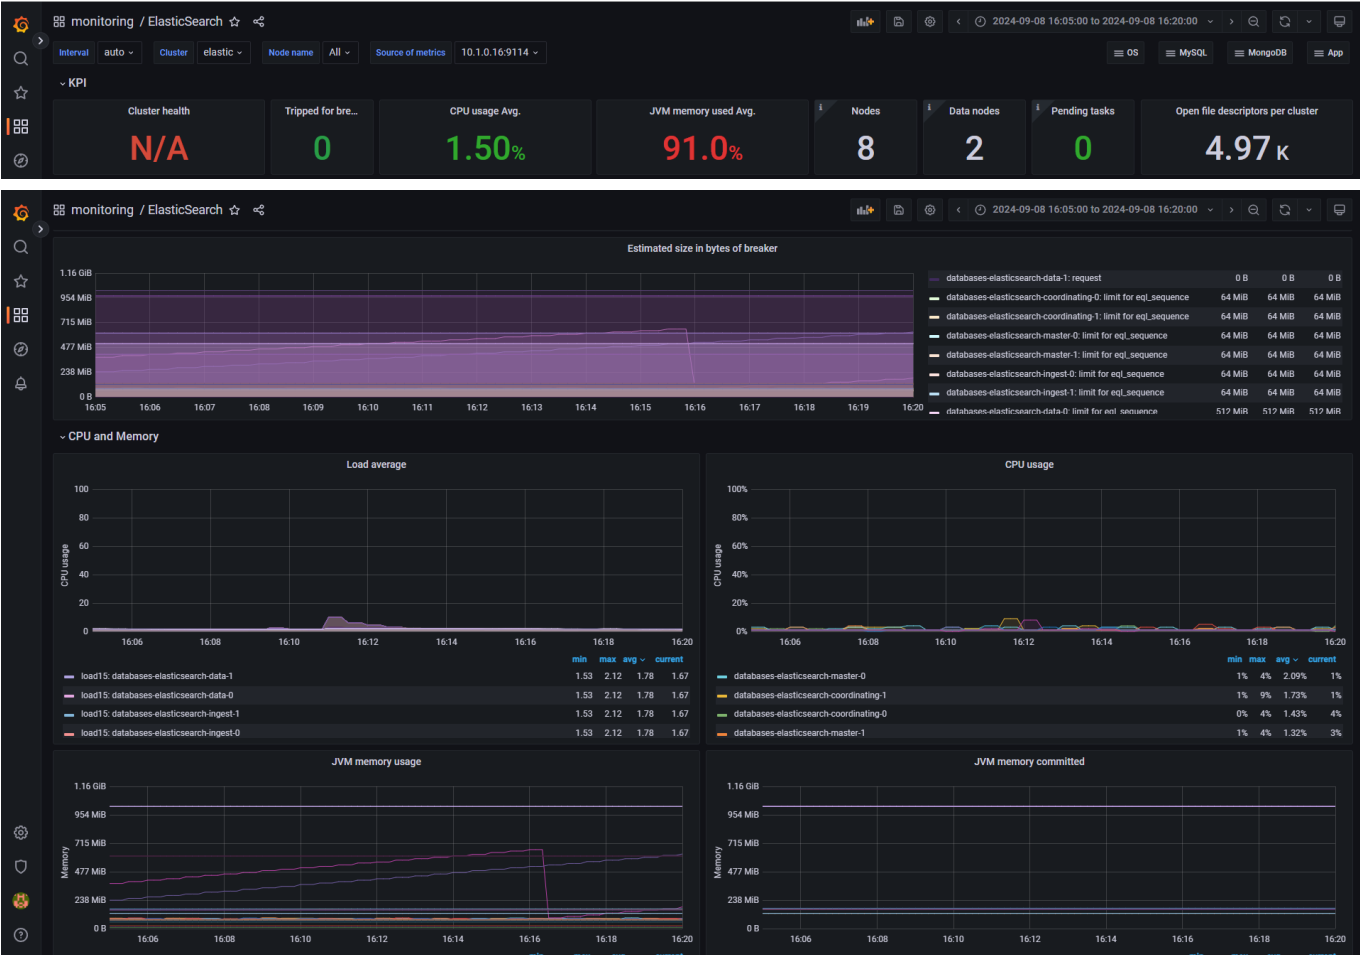 monitoring / ElasticSearch
2024-09-08 16:05:00 to 2024-09-08 16:20:00
Interval auto Cluster elastic Node name All Source of metrics 10.1.0.16:9114
OS MySQL MongoDB App
KPI
Cluster health Tripped for bre... CPU usage Avg. JVM memory used Avg. Nodes Data nodes Pending tasks Open file descriptors per cluster
N/A 0 1.50% 91.0% 8 2 0 4.97 K
monitoring / ElasticSearch
2024-09-08 16:05:00 to 2024-09-08 16:20:00
Estimated size in bytes of breaker
1.16 GiB
954 MiB
715 MiB
477 MiB
238 MiB
0 B
16:05 16:06 16:07 16:08 16:09 16:10 16:11 16:12 16:13 16:14 16:15 16:16 16:17 16:18 16:19 16:20
databases-elasticsearch-data-1: request 0 B 0 B 0 B
databases-elasticsearch-coordinating-0: limit for eql_sequence 64 MiB 64 MiB 64 MiB
databases-elasticsearch-coordinating-1: limit for eql_sequence 64 MiB 64 MiB 64 MiB
databases-elasticsearch-master-0: limit for eql_sequence 64 MiB 64 MiB 64 MiB
databases-elasticsearch-master-1: limit for eql_sequence 64 MiB 64 MiB 64 MiB
databases-elasticsearch-ingest-0: limit for eql_sequence 64 MiB 64 MiB 64 MiB
databases-elasticsearch-ingest-1: limit for eql_sequence 64 MiB 64 MiB 64 MiB
databases-elasticsearch-data-0: limit for eql_sequence 512 MiB 512 MiB 512 MiB
CPU and Memory
Load average
CPU usage
100
80
60
40
20
0
16:06 16:08 16:10 16:12 16:14 16:16 16:18 16:20
min max avg current
load15: databases-elasticsearch-data-1 1.53 2.12 1.78 1.67
load15: databases-elasticsearch-data-0 1.53 2.12 1.78 1.67
load15: databases-elasticsearch-ingest-1 1.53 2.12 1.78 1.67
load15: databases-elasticsearch-ingest-0 1.53 2.12 1.78 1.67
CPU usage
CPU usage
100%
80%
60%
40%
20%
0%
16:06 16:08 16:10 16:12 16:14 16:16 16:18 16:20
min max avg current
databases-elasticsearch-master-0 1% 4% 2.09% 1%
databases-elasticsearch-coordinating-1 1% 9% 1.73% 1%
databases-elasticsearch-coordinating-0 0% 4% 1.43% 4%
databases-elasticsearch-master-1 1% 4% 1.32% 3%
JVM memory usage
Memory
1.16 GiB
954 MiB
715 MiB
477 MiB
238 MiB
0 B
16:06 16:08 16:10 16:12 16:14 16:16 16:18 16:20
JVM memory committed
Memory
1.16 GiB
954 MiB
715 MiB
477 MiB
238 MiB
0 B
16:06 16:08 16:10 16:12 16:14 16:16 16:18 16:20